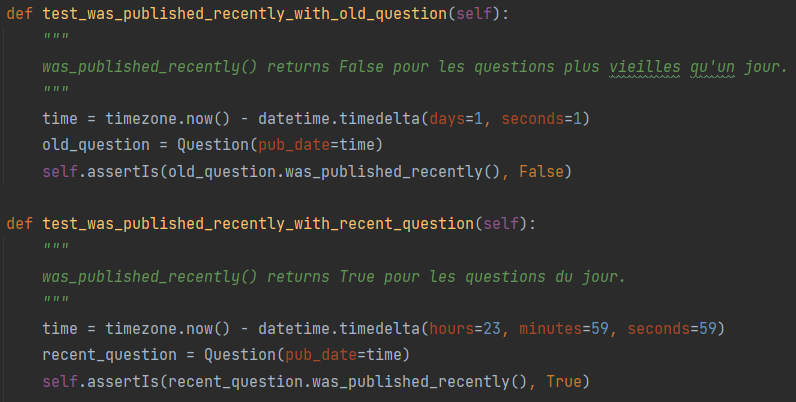 def test_was_published_recently_with_old_question(self):
    """
    was_published_recently() returns False pour les questions plus vieilles qu'un jour.
    """
    time = timezone.now() - datetime.timedelta(days=1, seconds=1)
    old_question = Question(pub_date=time)
    self.assertIs(old_question.was_published_recently(), False)

def test_was_published_recently_with_recent_question(self):
    """
    was_published_recently() returns True pour les questions du jour.
    """
    time = timezone.now() - datetime.timedelta(hours=23, minutes=59, seconds=59)
    recent_question = Question(pub_date=time)
    self.assertIs(recent_question.was_published_recently(), True)